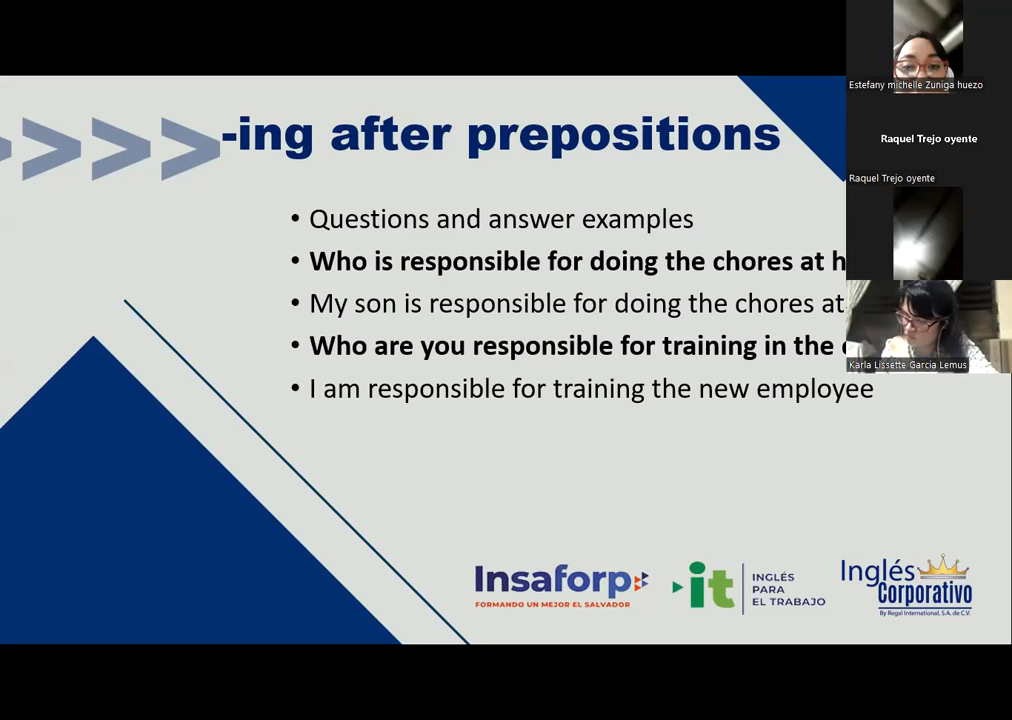 -ing after prepositions
• Questions and answer examples
• Who is responsible for doing the chores at h
• My son is responsible for doing the chores at
• Who are you responsible for training in the
• I am responsible for training the new employee
Estefany michelle Zuniga huezo
Raquel Trejo oyente
Raquel Trejo oyente
Karla Lissette Garcia Lemus
Insaforp
FORMANDO UN MEJOR EL SALVADOR
it
INGLÉS
PARA
EL TRABAJO
Inglés
Corporativo
By Regal International, S.A. de C.V.